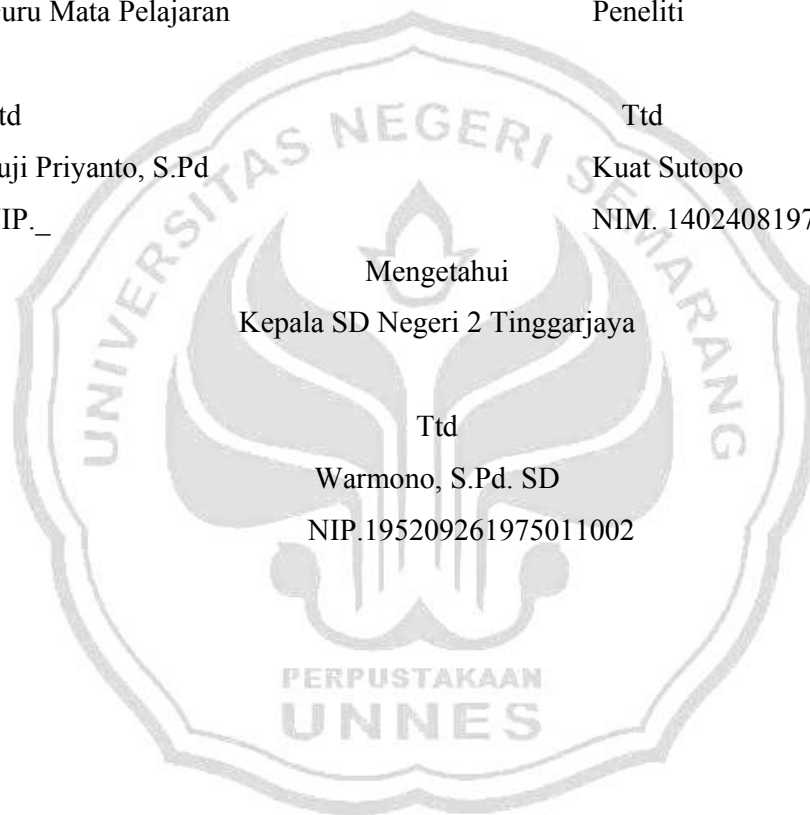 uru Mata Pelajaran Peneliti
td Ttd
uji Priyanto, S.Pd Kuat Sutopo
IP._ NIM. 1402408197
Mengetahui
Kepala SD Negeri 2 Tinggarjaya
Ttd
Warmono, S.Pd. SD
NIP.195209261975011002
UNIVERSITAS NEGERI SEMARANG
PERPUSTAKAAN
UNNES